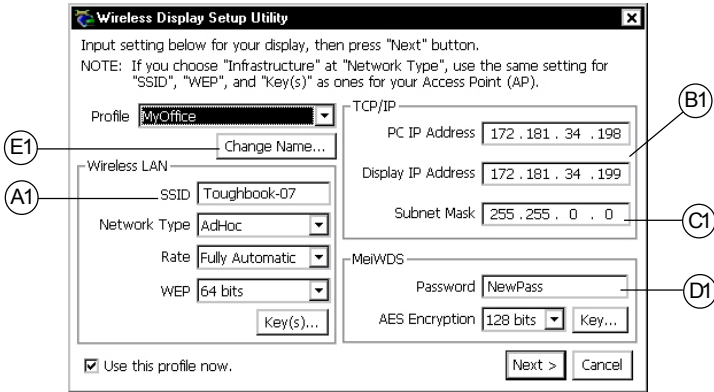 Wireless Display Setup Utility
Input setting below for your display, then press "Next" button.
NOTE: If you choose "Infrastructure" at "Network Type", use the same setting for
"SSID", "WEP", and "Key(s)" as ones for your Access Point (AP).
Profile MyOffice
Change Name...
E1
Wireless LAN
A1
SSID Toughbook-07
Network Type AdHoc
Rate Fully Automatic
WEP 64 bits
Key(s)...
TCP/IP
B1
PC IP Address 172 . 181 . 34 . 198
Display IP Address 172 . 181 . 34 . 199
Subnet Mask 255 . 255 . 0 . 0
C1
MeiWDS
Password NewPass
D1
AES Encryption 128 bits Key...
Use this profile now.
Next > Cancel